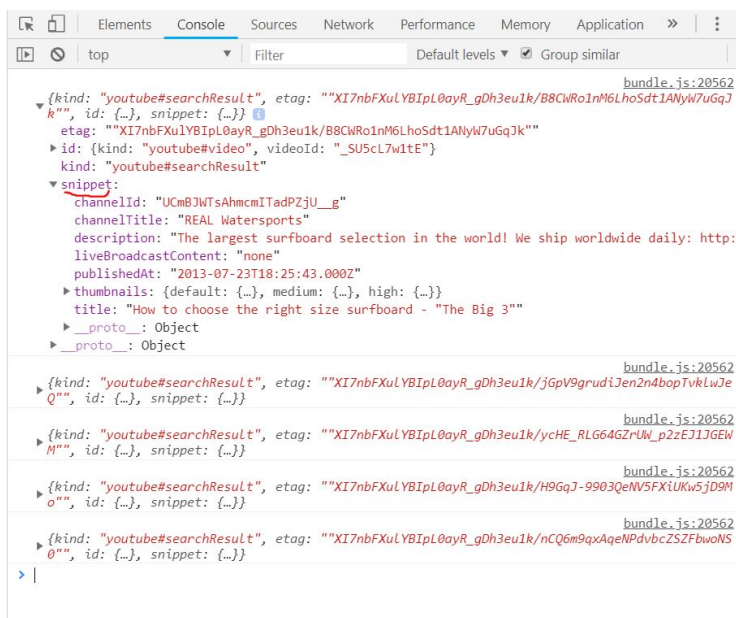 Elements Console Sources Network Performance Memory Application »
top Filter Default levels Group similar
bundle.js:20562
{kind: "youtube#searchResult", etag: ""XI7nbFXulYBIpL0ayR_gDh3eu1k/B8CWRo1nM6LhoSdt1ANyW7uGqJ
k"", id: {…}, snippet: {…}}
etag: ""XI7nbFXulYBIpL0ayR_gDh3eu1k/B8CWRo1nM6LhoSdt1ANyW7uGqJk""
id: {kind: "youtube#video", videoId: "_SU5cL7w1tE"}
kind: "youtube#searchResult"
snippet:
channelId: "UCmBJWTsAhmcmITadPZjU__g"
channelTitle: "REAL Watersports"
description: "The largest surfboard selection in the world! We ship worldwide daily: http:
liveBroadcastContent: "none"
publishedAt: "2013-07-23T18:25:43.000Z"
thumbnails: {default: {…}, medium: {…}, high: {…}}
title: "How to choose the right size surfboard - "The Big 3""
__proto__: Object
__proto__: Object
bundle.js:20562
{kind: "youtube#searchResult", etag: ""XI7nbFXulYBIpL0ayR_gDh3eu1k/jGpV9grudiJen2n4bopTvklwJe
Q"", id: {…}, snippet: {…}}
bundle.js:20562
{kind: "youtube#searchResult", etag: ""XI7nbFXulYBIpL0ayR_gDh3eu1k/ycHE_RLG64GZrUW_p2zEJ1JGEW
M"", id: {…}, snippet: {…}}
bundle.js:20562
{kind: "youtube#searchResult", etag: ""XI7nbFXulYBIpL0ayR_gDh3eu1k/H9GqJ-9903QeNV5FXiUKw5jD9M
o"", id: {…}, snippet: {…}}
bundle.js:20562
{kind: "youtube#searchResult", etag: ""XI7nbFXulYBIpL0ayR_gDh3eu1k/nCQ6m9qxAqeNPdvbcZSZFbwoNS
0"", id: {…}, snippet: {…}}
>